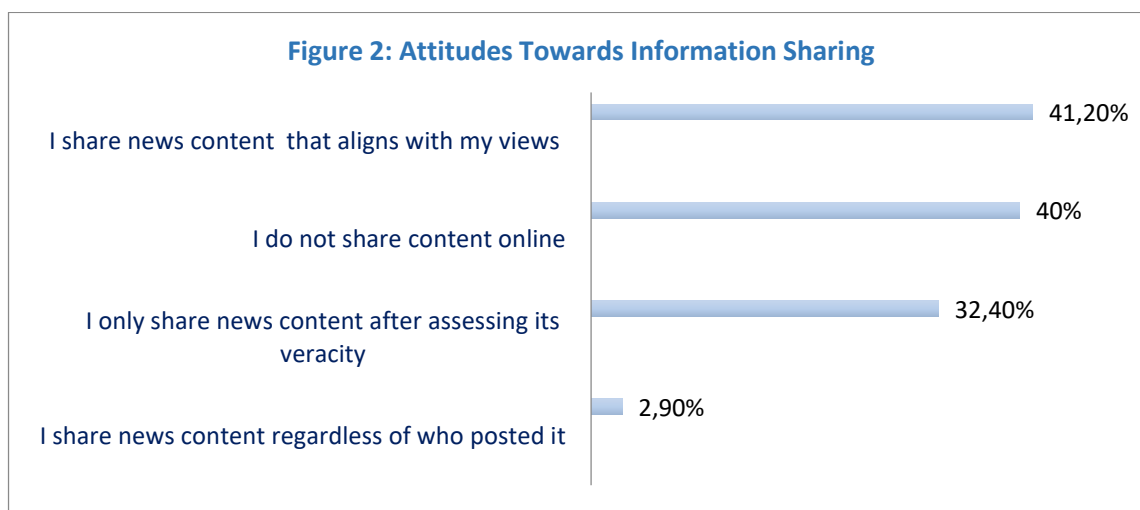 Figure 2: Attitudes Towards Information Sharing
41,20%
I share news content  that aligns with my views
40%
I do not share content online
32,40%
I only share news content after assessing its
veracity
2,90%
I share news content regardless of who posted it